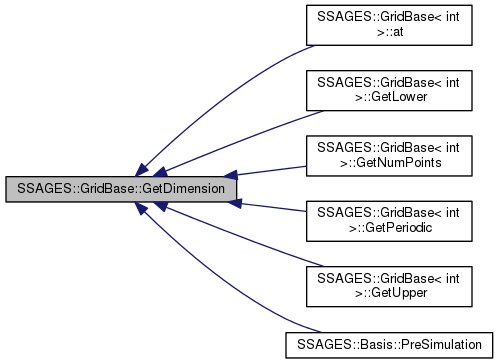 SSAGES::GridBase< int
>::at
SSAGES::GridBase< int
>::GetLower
SSAGES::GridBase< int
>::GetNumPoints
SSAGES::GridBase::GetDimension
SSAGES::GridBase< int
>::GetPeriodic
SSAGES::GridBase< int
>::GetUpper
SSAGES::Basis::PreSimulation